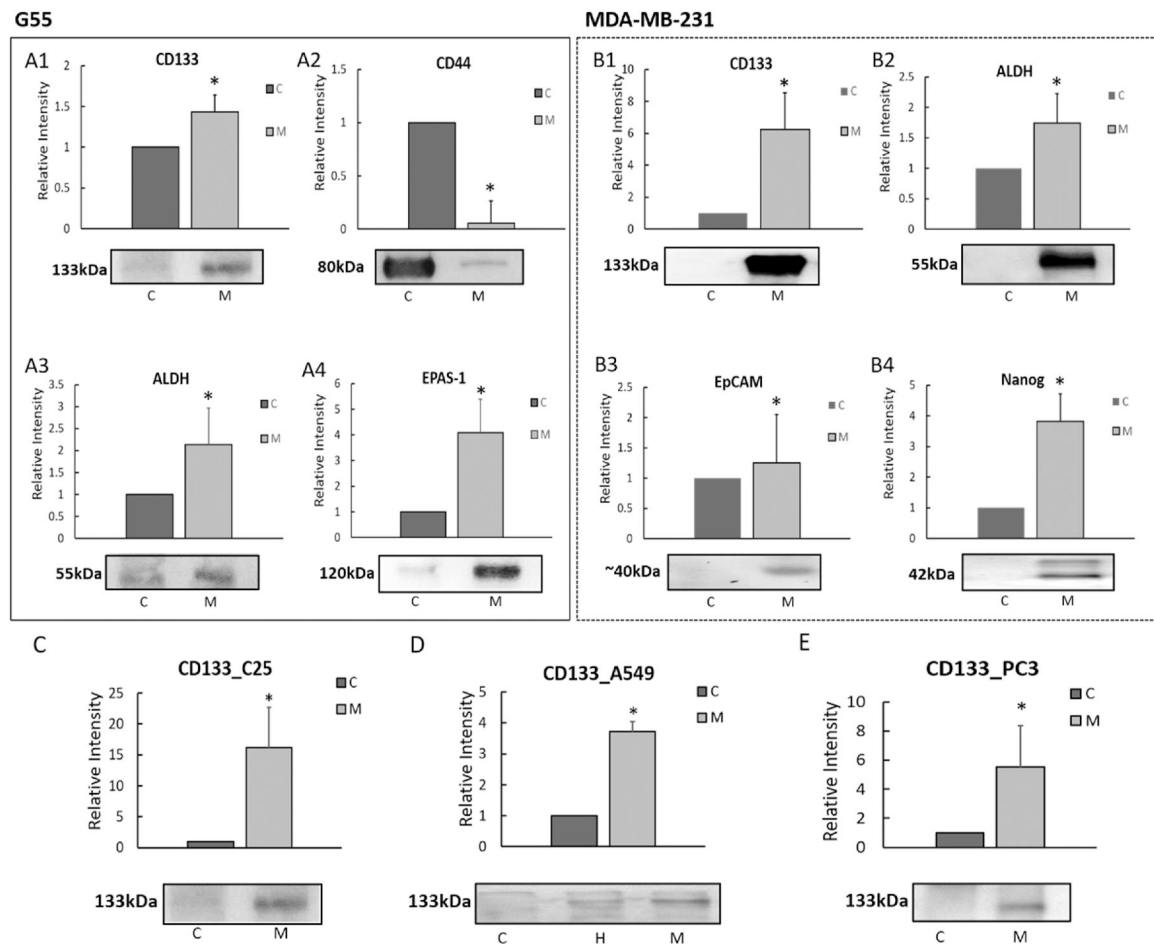 G55
MDA-MB-231
A1
CD133
Relative Intensity
2
1.5
1
0.5
0
*
C
M
133kDa
C M
A2
CD44
Relative Intensity
1.5
1
0.5
0
*
C
M
80kDa
C M
B1
CD133
Relative Intensity
10
8
6
4
2
0
*
C
M
133kDa
C M
B2
ALDH
Relative Intensity
2.5
2
1.5
1
0.5
0
*
C
M
55kDa
C M
A3
ALDH
Relative Intensity
3.5
3
2.5
2
1.5
1
0.5
0
*
C
M
55kDa
C M
A4
EPAS-1
Relative Intensity
6
5
4
3
2
1
0
*
C
M
120kDa
C M
B3
EpCAM
Relative Intensity
2.5
2
1.5
1
0.5
0
*
C
M
~40kDa
C M
B4
Nanog
Relative Intensity
5
4
3
2
1
0
*
C
M
42kDa
C M
C
CD133_C25
Relative Intensity
25
20
15
10
5
0
*
C
M
133kDa
C M
D
CD133_A549
Relative Intensity
5
4
3
2
1
0
*
C
M
133kDa
C H M
E
CD133_PC3
Relative Intensity
10
8
6
4
2
0
*
C
M
133kDa
C M